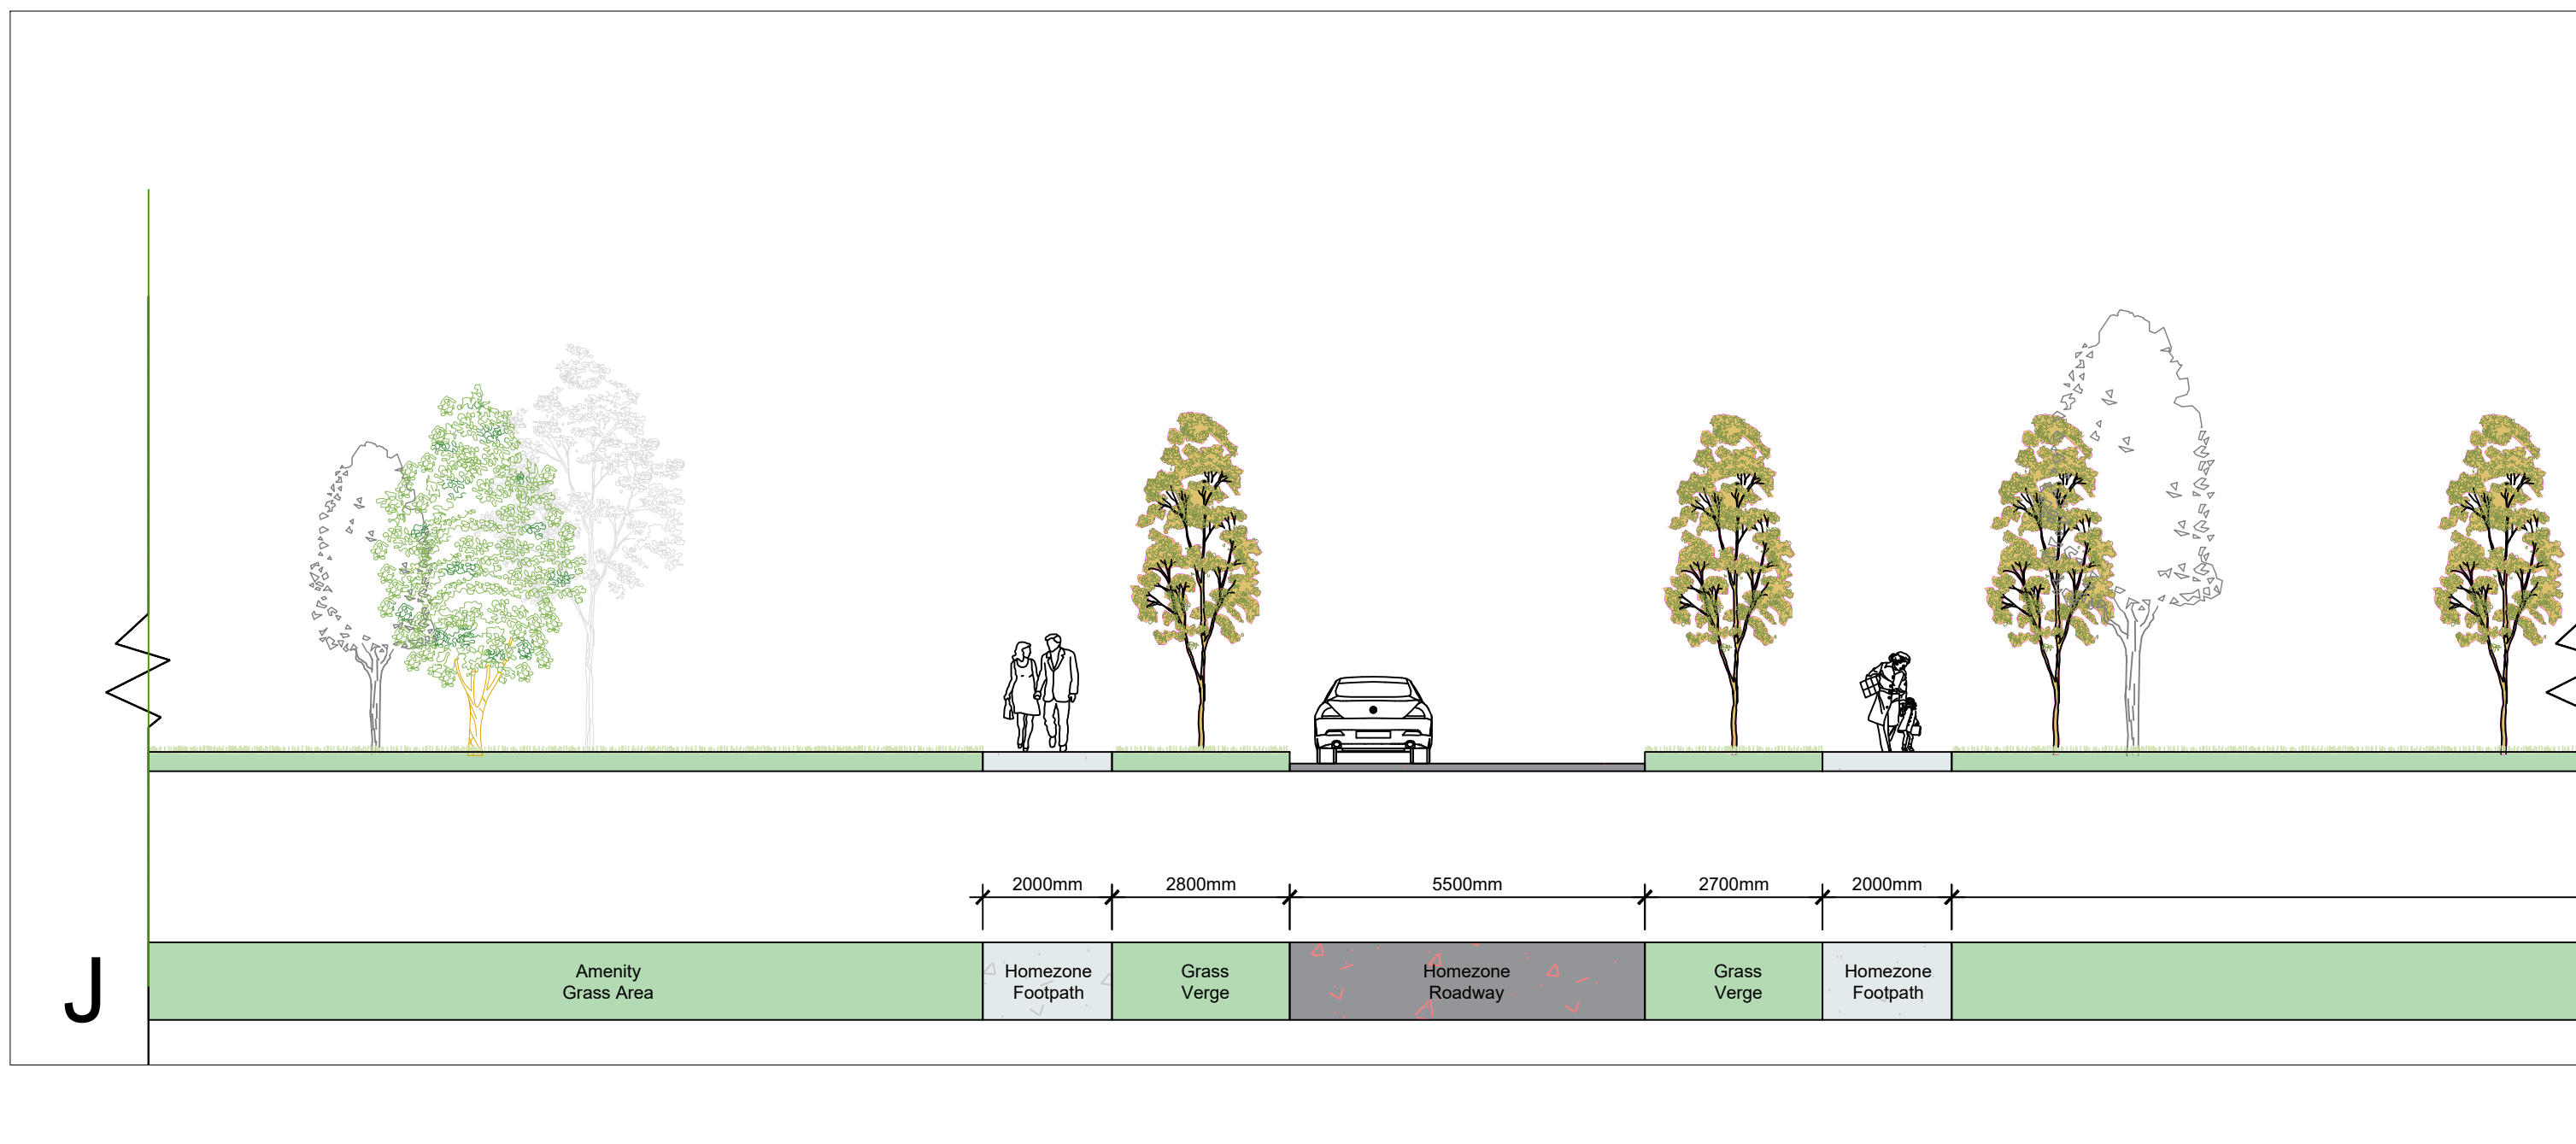 2000mm
2800mm
5500mm
2700mm
2000mm
J
Amenity
Grass Area
Homezone
Footpath
Grass
Verge
Homezone
Roadway
Grass
Verge
Homezone
Footpath